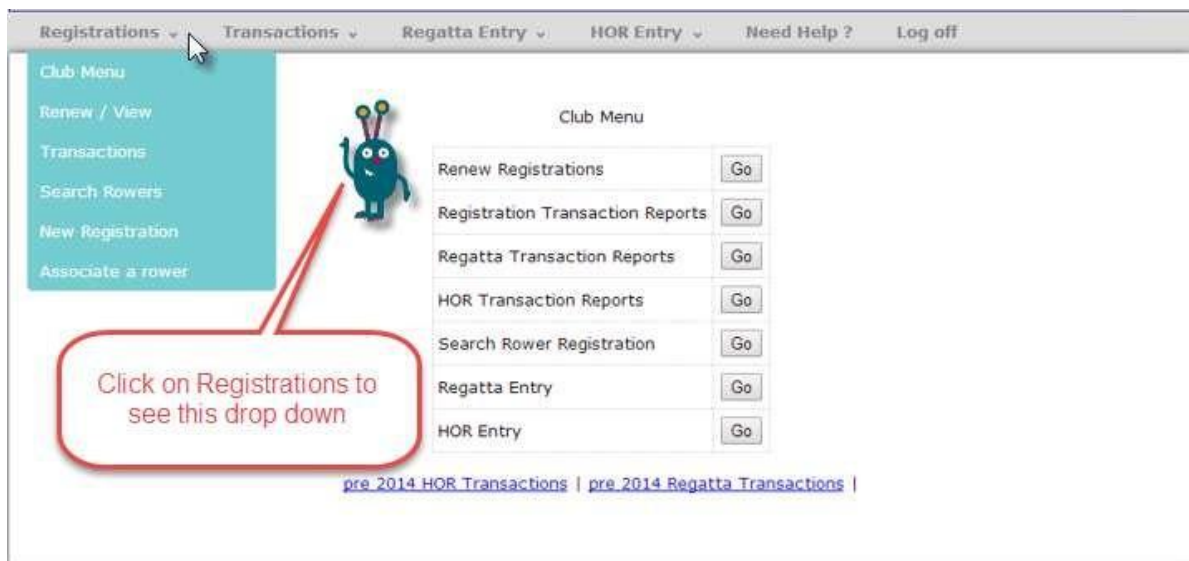 Registrations Transactions Regatta Entry HOR Entry Need Help ? Log off
Club Menu
Renew / View
Transactions
Search Rowers
New Registration
Associate a rower
Club Menu
Renew Registrations Go
Registration Transaction Reports Go
Regatta Transaction Reports Go
HOR Transaction Reports Go
Search Rower Registration Go
Regatta Entry Go
HOR Entry Go
Click on Registrations to
see this drop down
pre 2014 HOR Transactions | pre 2014 Regatta Transactions |